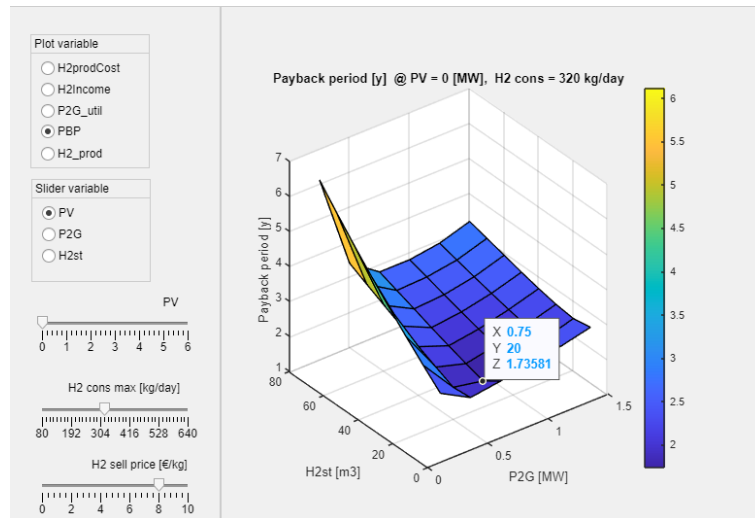 Plot variable
H2prodCost
H2Income
P2G_util
PBP
H2_prod
Slider variable
PV
P2G
H2st
PV
0 1 2 3 4 5 6
H2 cons max [kg/day]
80 192 304 416 528 640
H2 sell price [€/kg]
0 2 4 6 8 10
Payback period [y] @ PV = 0 [MW], H2 cons = 320 kg/day
Payback period [y]
7
6
5
4
3
2
1
80
60
40
20
0
H2st [m3]
0
0.5
1
1.5
P2G [MW]
X 0.75
Y 20
Z 1.73581
6
5.5
5
4.5
4
3.5
3
2.5
2